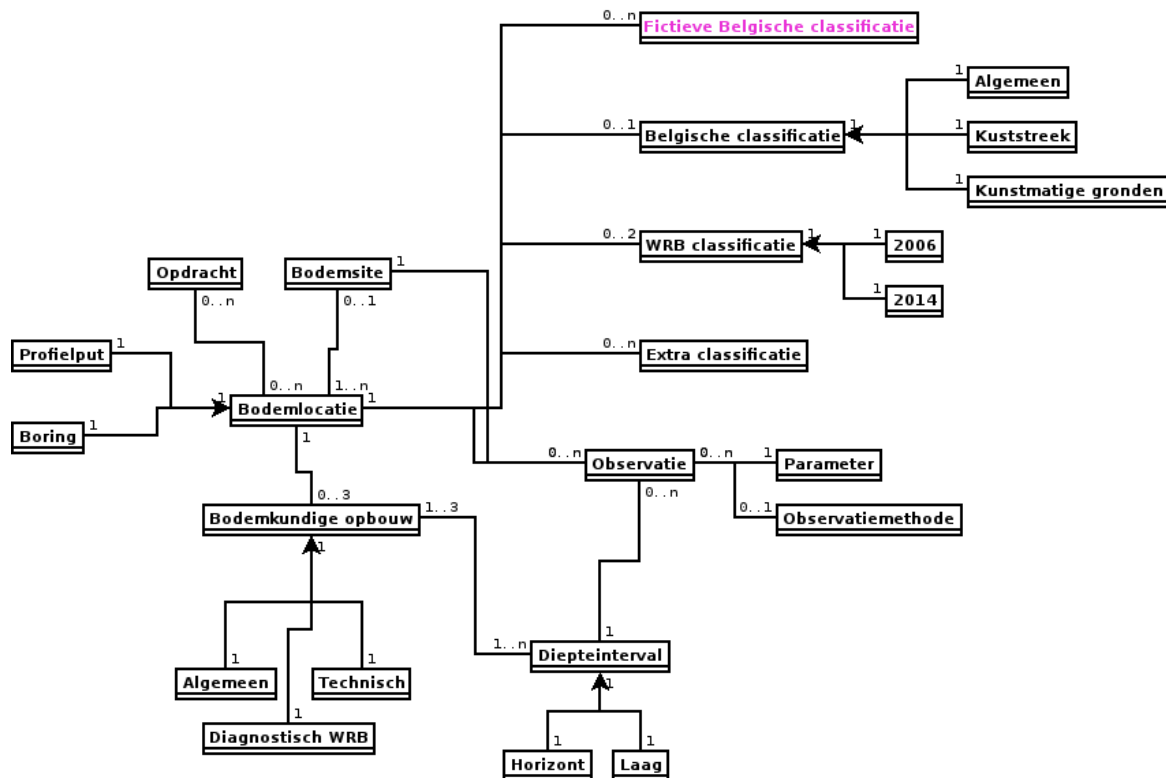 0..n
Fictieve Belgische classificatie
1
Algemeen
0..1
Belgische classificatie
1
1
Kuststreek
1
Kunstmatige gronden
0..2
WRB classificatie
1
1
2006
1
2014
Opdracht
0..n
Bodemsite
1
0..1
Profielput
1
0..n
Extra classificatie
0..n
1..n
1
Bodemlocatie
1
Boring
1
1
0..n
Observatie
0..n
1
Parameter
0..n
0..1
Observatiemethode
0..3
Bodemkundige opbouw
1..3
1
1..n
1
Diepteinterval
1
1
Algemeen
1
Technisch
1
Diagnostisch WRB
1
Horizont
1
Laag